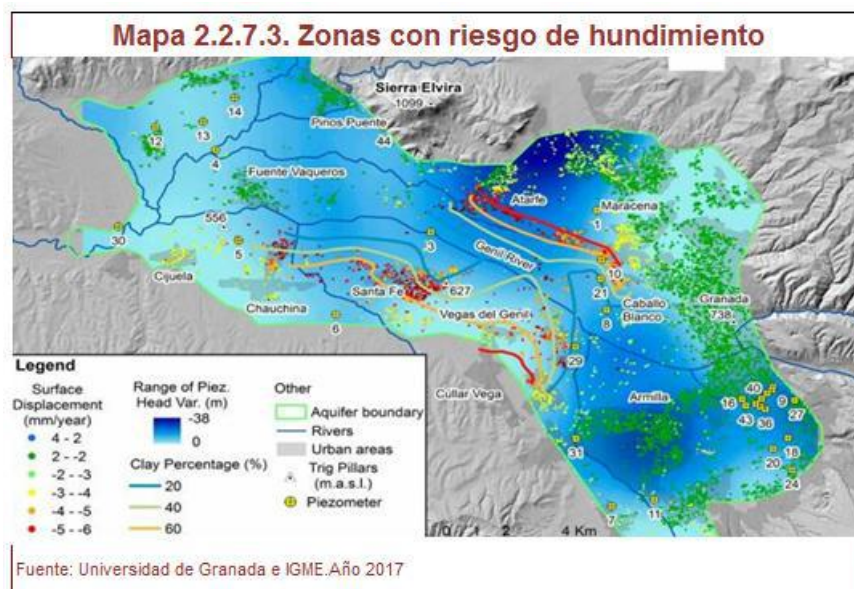 Mapa 2.2.7.3. Zonas con riesgo de hundimiento
Sierra Elvira
1099
14
13
12
4
Pinos Puente
44
Fuente Vaqueros
Atarfe
Maracena
1
556
30
5
3
Genil River
10
21
Cijuela
Santa Fe
627
Caballo
Blanco
Granada
738
Chauchina
6
Vegas del Genil
8
29
Cúllar Vega
Armilla
16
40
9
43
36
27
31
18
20
24
7
11
Legend
Surface
Displacement
(mm/year)
4 - 2
2 - -2
-2 - -3
-3 - -4
-4 - -5
-5 - -6
Range of Piez.
Head Var. (m)
-38
0
Clay Percentage (%)
20
40
60
Other
Aquifer boundary
Rivers
Urban areas
Trig Pillars
(m.a.s.l.)
Piezometer
0 1 2 4 Km
Fuente: Universidad de Granada e IGME.Año 2017